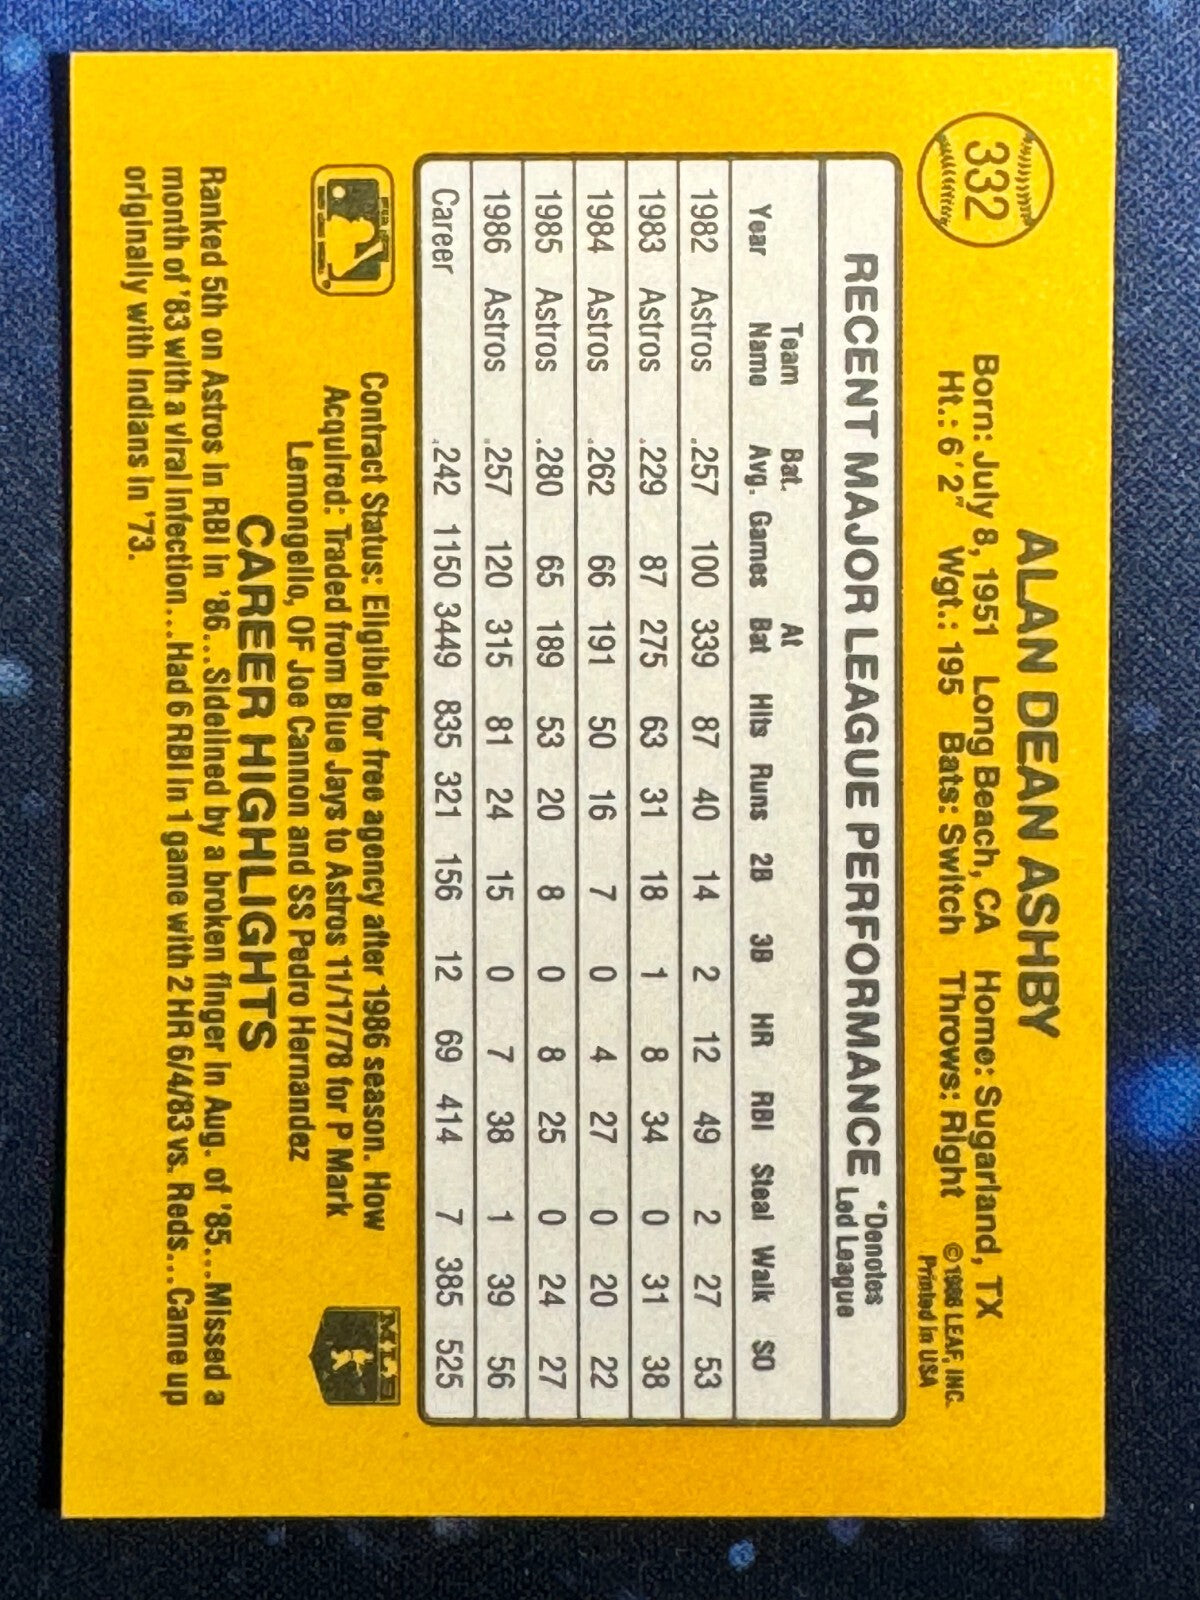 332
ALAN DEAN ASHBY
Born: July 8, 1951 Long Beach, CA Home: Sugarland, TX
Ht.: 6'2" Wgt.: 195 Bats: Switch Throws: Right
© 1986 LEAF, INC.
Printed in USA
RECENT MAJOR LEAGUE PERFORMANCE *Denotes Led League
Year Team Name Bat. Avg. Games At Bat Hits Runs 2B 3B HR RBI Steal Walk SO
1982 Astros .257 100 339 87 40 14 2 12 49 2 27 53
1983 Astros .229 87 275 63 31 18 1 8 34 0 31 38
1984 Astros .262 66 191 50 16 7 0 4 27 0 20 22
1985 Astros .280 65 189 53 20 8 0 8 25 0 24 27
1986 Astros .257 120 315 81 24 15 0 7 38 1 39 56
Career .242 1150 3449 835 321 156 12 69 414 7 385 525
Contract Status: Eligible for free agency after 1986 season. How
Acquired: Traded from Blue Jays to Astros 11/17/78 for P Mark
Lemongello, OF Joe Cannon and SS Pedro Hernandez
CAREER HIGHLIGHTS
Ranked 5th on Astros in RBI in '86...Sidelined by a broken finger in Aug. of '85...Missed a
month of '83 with a viral infection...Had 6 RBI in 1 game with 2 HR 6/4/83 vs. Reds...Came up
originally with Indians in '73.